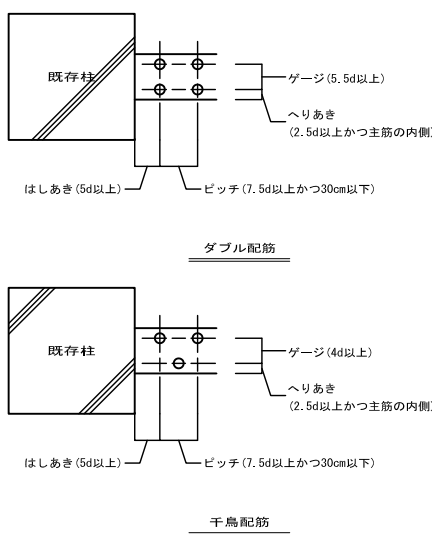 既存柱
ゲージ(5.5d以上)
へりあき
(2.5d以上かつ主筋の内側)
はしあき(5d以上)
ピッチ(7.5d以上かつ30cm以下)
ダブル配筋
既存柱
ゲージ(4d以上)
へりあき
(2.5d以上かつ主筋の内側)
はしあき(5d以上)
ピッチ(7.5d以上かつ30cm以下)
千鳥配筋